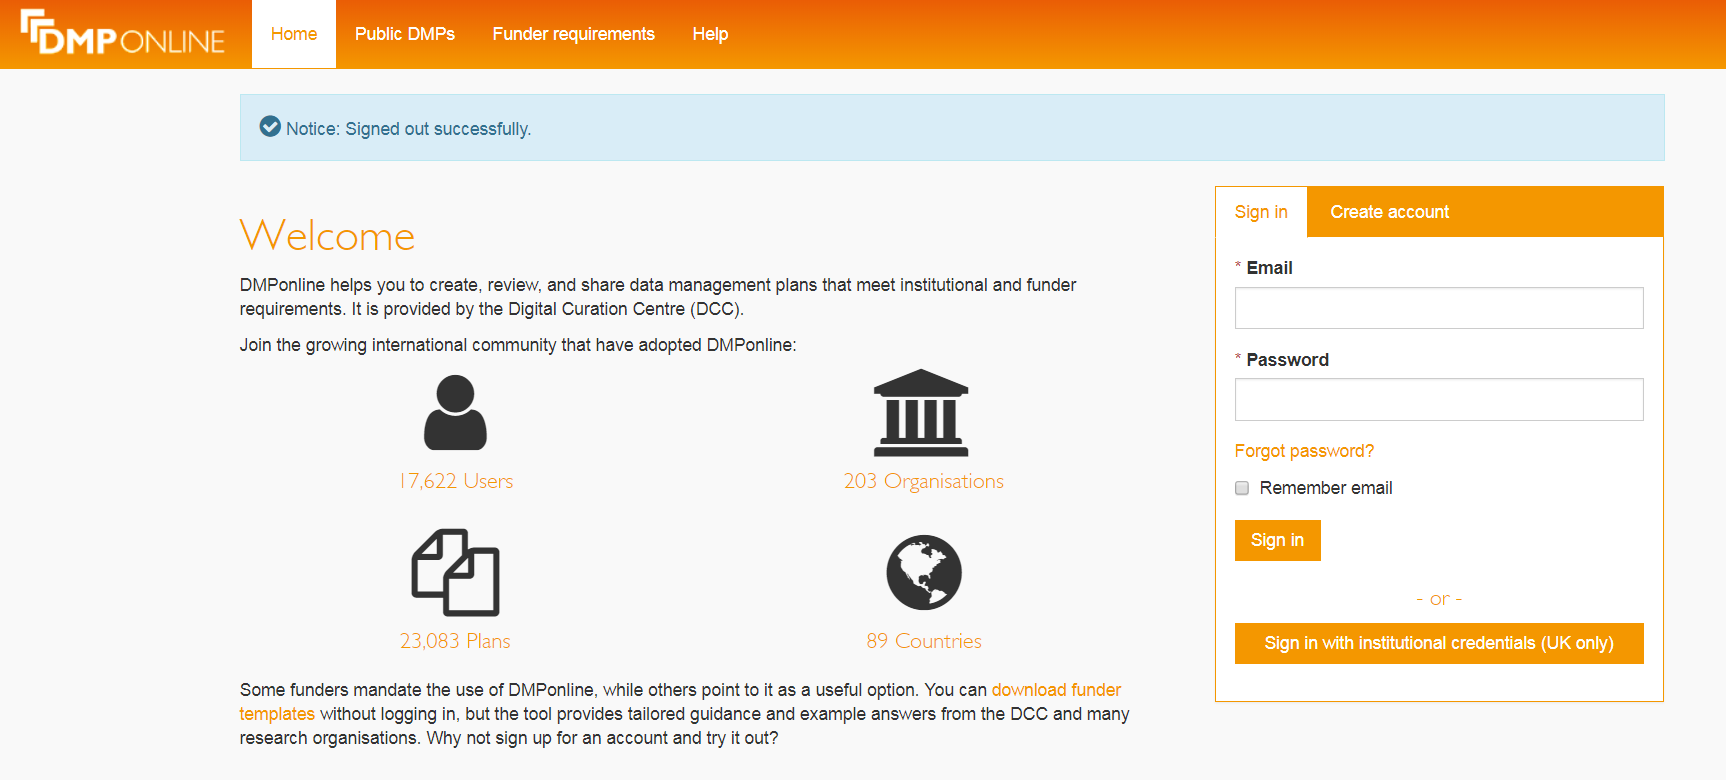 DMPONLINE
Home
Public DMPs
Funder requirements
Help
Notice: Signed out successfully.
Welcome
DMPonline helps you to create, review, and share data management plans that meet institutional and funder
requirements. It is provided by the Digital Curation Centre (DCC).
Join the growing international community that have adopted DMPonline:
17,622 Users
203 Organisations
23,083 Plans
89 Countries
Some funders mandate the use of DMPonline, while others point to it as a useful option. You can download funder
templates without logging in, but the tool provides tailored guidance and example answers from the DCC and many
research organisations. Why not sign up for an account and try it out?
Sign in
Create account
* Email
* Password
Forgot password?
Remember email
Sign in
- or -
Sign in with institutional credentials (UK only)